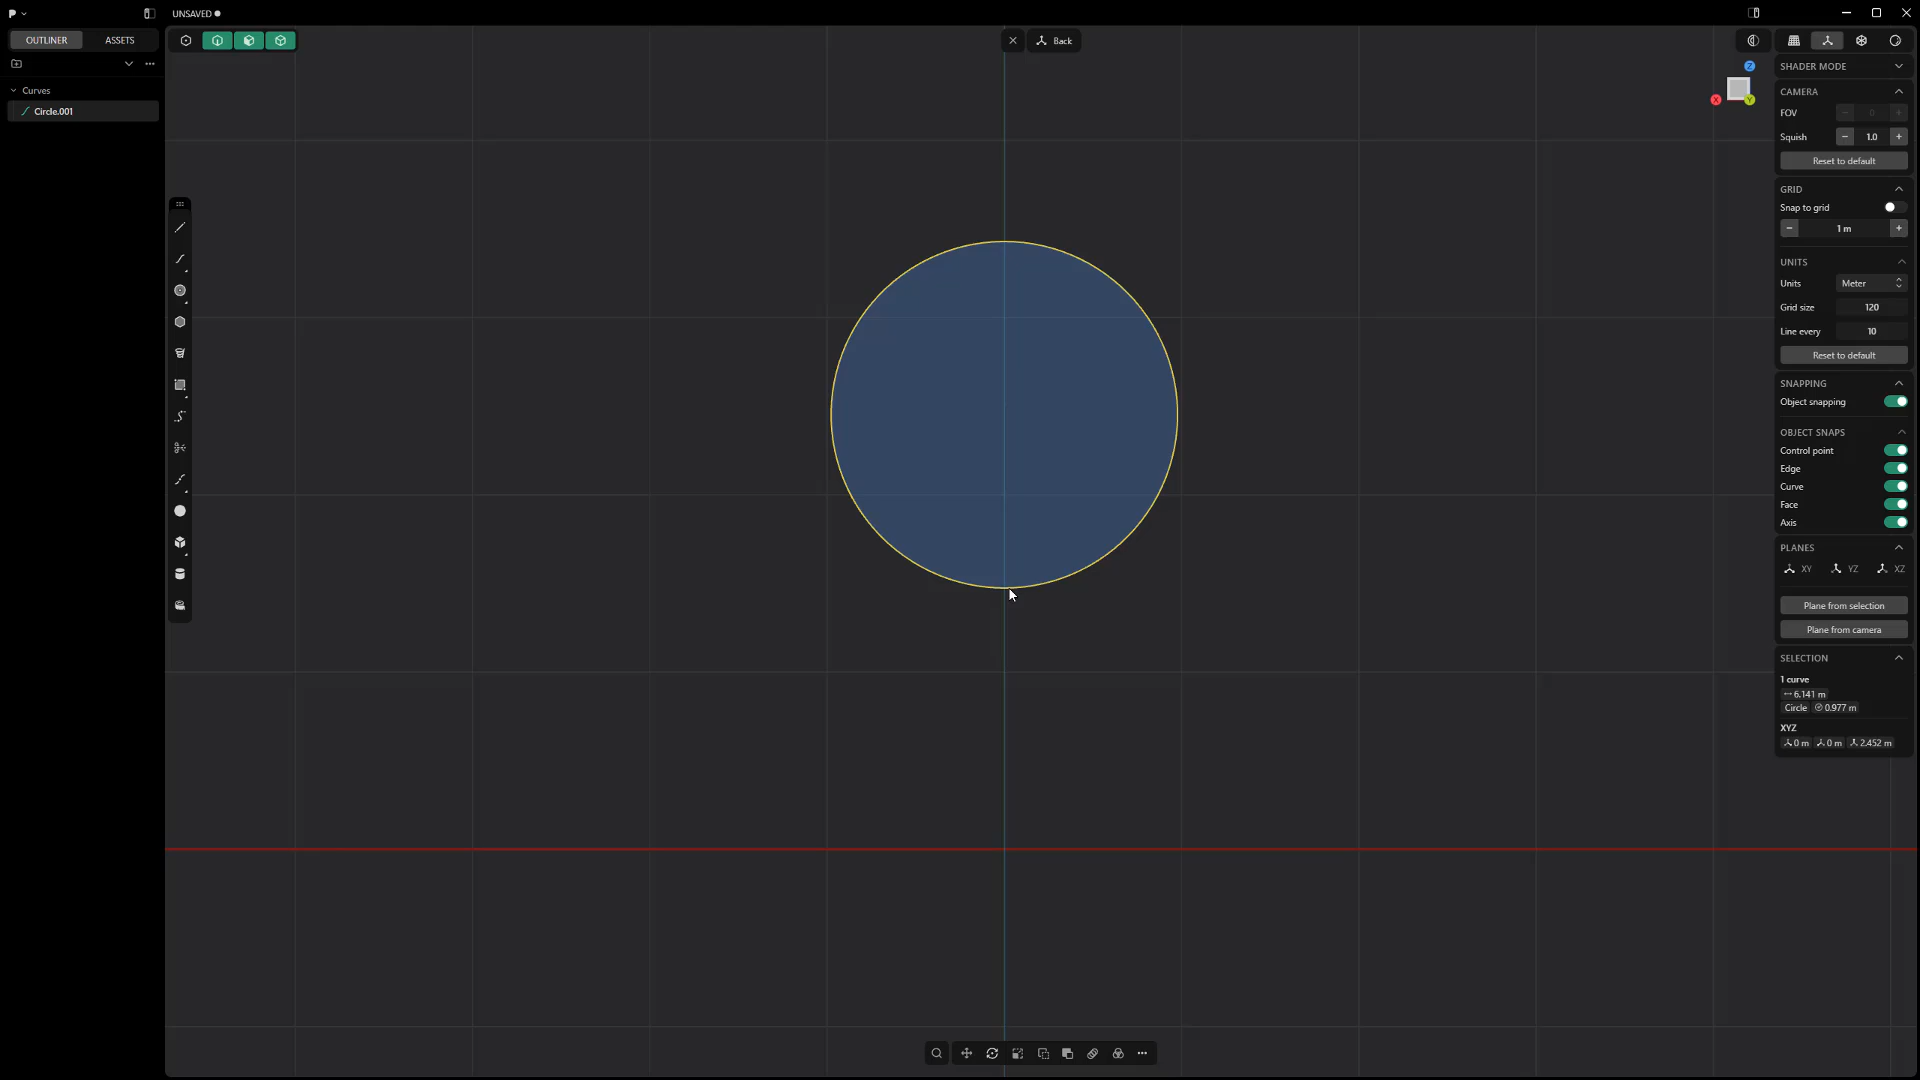 UNSAVED
OUTLINER
ASSETS
Curves
Circle.001
Back
Z
X
Y
SHADER MODE
CAMERA
FOV
0
Squish
1.0
Reset to default
GRID
Snap to grid
1 m
UNITS
Units
Meter
Grid size
120
Line every
10
Reset to default
SNAPPING
Object snapping
OBJECT SNAPS
Control point
Edge
Curve
Face
Axis
PLANES
XY
YZ
XZ
Plane from selection
Plane from camera
SELECTION
1 curve
6.141 m
Circle
0.977 m
XYZ
0 m
0 m
2.452 m